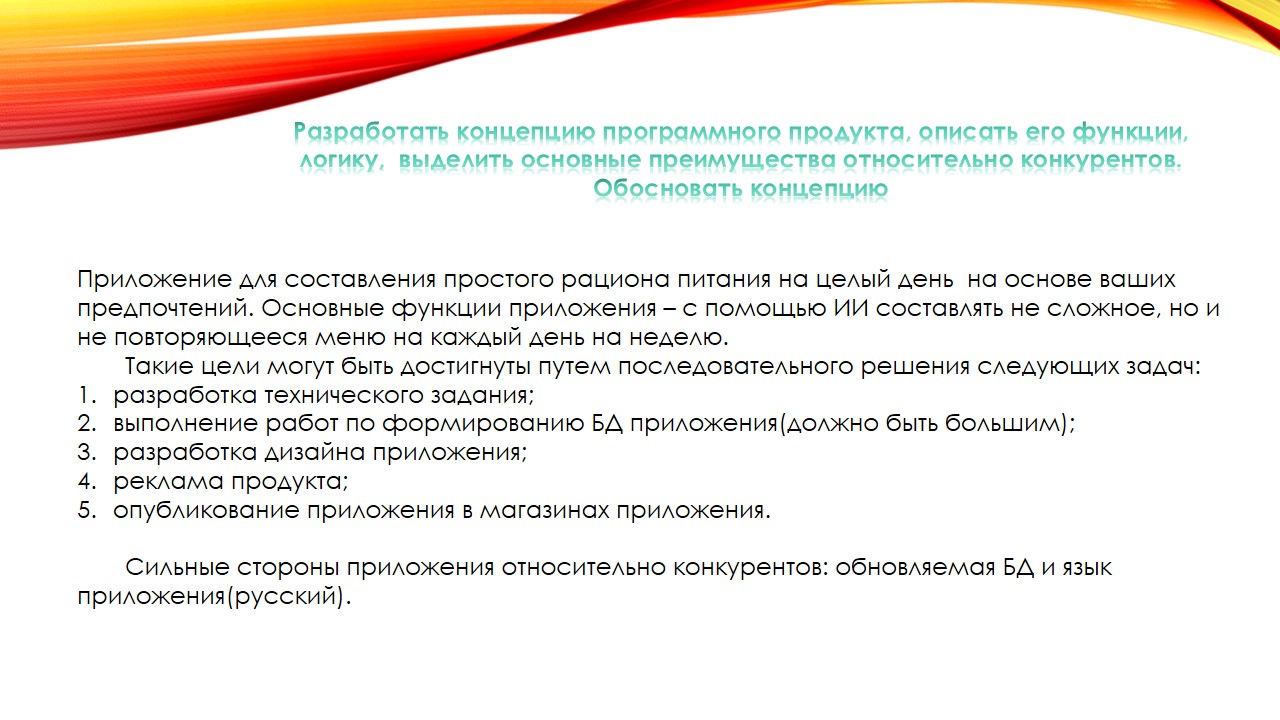 Разработать концепцию программного продукта, описать его функции,
логику,  выделить основные преимущества относительно конкурентов.
Обосновать концепцию
Приложение для составления простого рациона питания на целый день  на основе ваших
предпочтений. Основные функции приложения – с помощью ИИ составлять не сложное, но и
не повторяющееся меню на каждый день на неделю.
Такие цели могут быть достигнуты путем последовательного решения следующих задач:
1. разработка технического задания;
2. выполнение работ по формированию БД приложения(должно быть большим);
3. разработка дизайна приложения;
4. реклама продукта;
5. опубликование приложения в магазинах приложения.
Сильные стороны приложения относительно конкурентов: обновляемая БД и язык
приложения(русский).